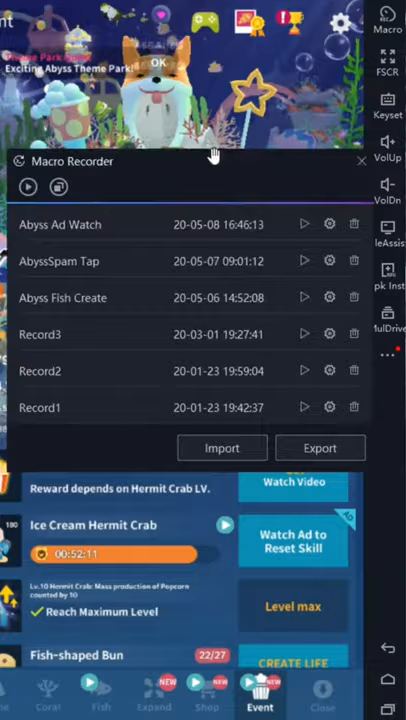 nt
Macro
Theme Park
Exciting Abyss Theme Park!
OK
FSCR
Keyset
VolUp
VolDn
leAssis
pk Inst
MulDrive
Macro Recorder
Abyss Ad Watch 20-05-08 16:46:13
AbyssSpam Tap 20-05-07 09:01:12
Abyss Fish Create 20-05-06 14:52:08
Record3 20-03-01 19:27:41
Record2 20-01-23 19:59:04
Record1 20-01-23 19:42:37
Import Export
Reward depends on Hermit Crab LV.
Watch Video
180
Ice Cream Hermit Crab
00:52:11
Watch Ad to
Reset Skill
Lv.10 Hermit Crab: Mass production of Popcorn
counted by 10
Reach Maximum Level
Level max
Fish-shaped Bun 22/27 NEW
CREATE LIFE
NEW NEW NEW
Coral Fish Expand Shop Event Close